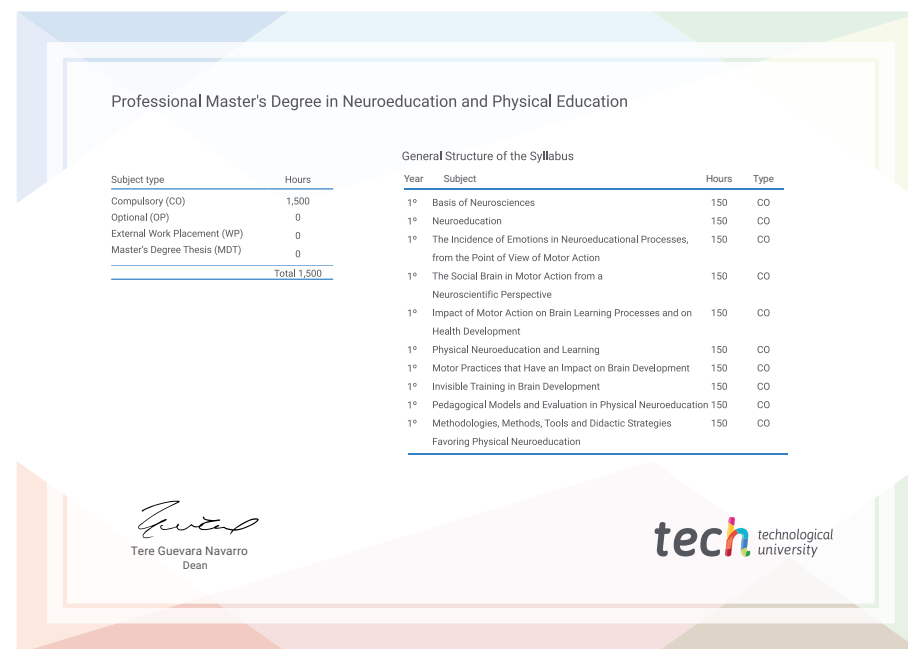 Professional Master's Degree in Neuroeducation and Physical Education
Subject type Hours
Compulsory (CO) 1,500
Optional (OP) 0
External Work Placement (WP) 0
Master's Degree Thesis (MDT) 0
Total 1,500
General Structure of the Syllabus
Year Subject Hours Type
1º Basis of Neurosciences 150 CO
1º Neuroeducation 150 CO
1º The Incidence of Emotions in Neuroeducational Processes, 150 CO
from the Point of View of Motor Action
1º The Social Brain in Motor Action from a 150 CO
Neuroscientific Perspective
1º Impact of Motor Action on Brain Learning Processes and on 150 CO
Health Development
1º Physical Neuroeducation and Learning 150 CO
1º Motor Practices that Have an Impact on Brain Development 150 CO
1º Invisible Training in Brain Development 150 CO
1º Pedagogical Models and Evaluation in Physical Neuroeducation 150 CO
1º Methodologies, Methods, Tools and Didactic Strategies 150 CO
Favoring Physical Neuroeducation
Tere Guevara Navarro
Dean
tech technological
university